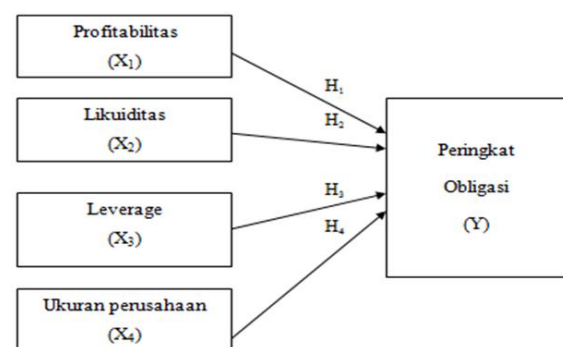 Profitabilitas
(X₁)
H₁
Likuiditas
(X₂)
H₂
Peringkat
Obligasi
(Y)
Leverage
(X₃)
H₃
H₄
Ukuran perusahaan
(X₄)